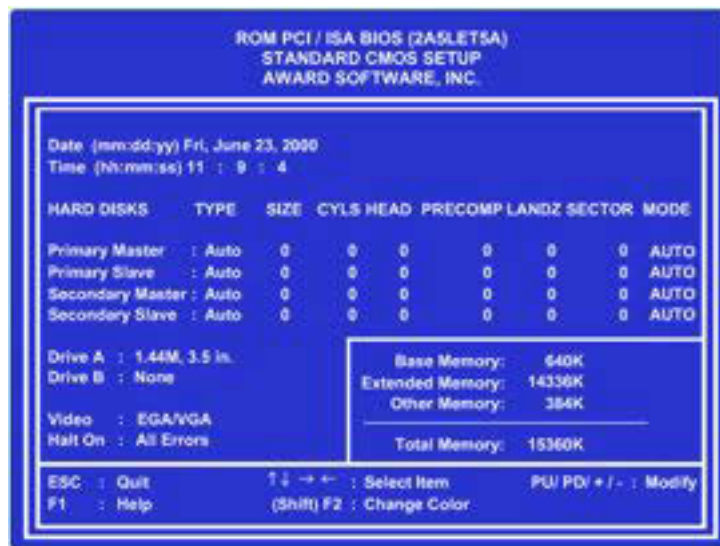 ROM PCI / ISA BIOS (2A5LET5A)
STANDARD CMOS SETUP
AWARD SOFTWARE, INC.
Date (mm:dd:yy) Fri, June 23, 2000
Time (hh:mm:ss) 11 : 9 : 4
HARD DISKS TYPE SIZE CYLS HEAD PRECOMP LANDZ SECTOR MODE
Primary Master : Auto 0 0 0 0 0 0 AUTO
Primary Slave : Auto 0 0 0 0 0 0 AUTO
Secondary Master : Auto 0 0 0 0 0 0 AUTO
Secondery Slave : Auto 0 0 0 0 0 0 AUTO
Drive A : 1.44M, 3.5 in.
Drive B : None
Video : EGA/VGA
Halt On : All Errors
Base Memory: 640K
Extended Memory: 14336K
Other Memory: 384K
Total Memory: 15360K
ESC : Quit ↑↓ → ← : Select Item PU/ PD/ + / - : Modify
F1 : Help (Shift) F2 : Change Color